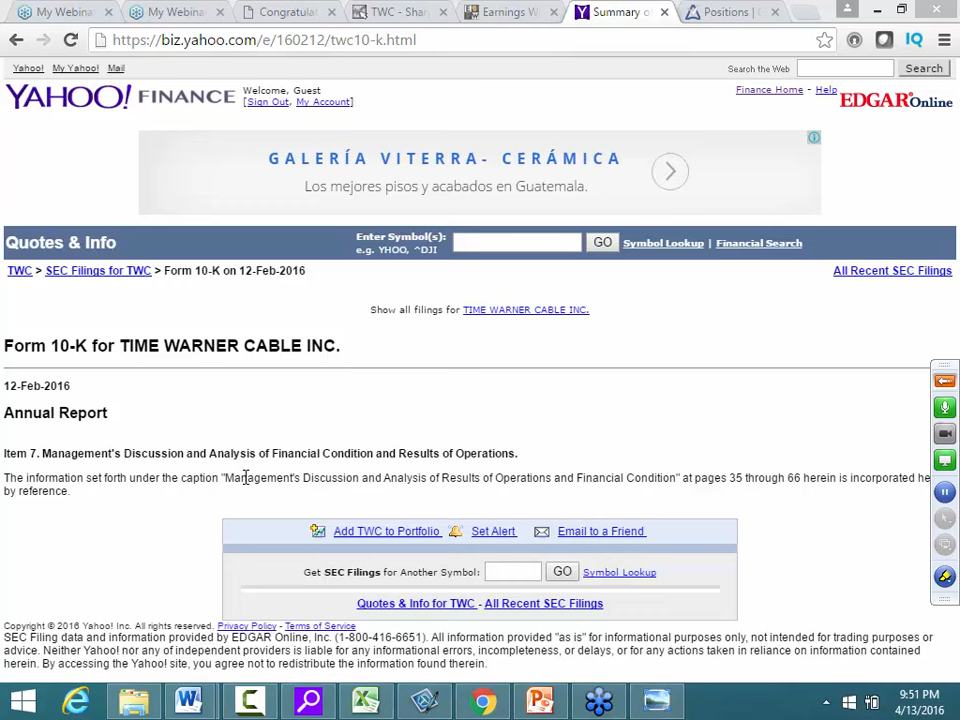 My Webina
My Webina
Congratulat
TWC - Shar
Earnings W
Summary o
Positions | C
https://biz.yahoo.com/e/160212/twc10-k.html
Yahoo! My Yahoo! Mail
Search the Web
Search
YAHOO! FINANCE
Welcome, Guest
[Sign Out, My Account]
Finance Home - Help
EDGAROnline
GALERÍA VITERRA- CERÁMICA
Los mejores pisos y acabados en Guatemala.
Quotes & Info
Enter Symbol(s):
e.g. YHOO, ^DJI
GO
Symbol Lookup | Financial Search
TWC > SEC Filings for TWC > Form 10-K on 12-Feb-2016
All Recent SEC Filings
Show all filings for TIME WARNER CABLE INC.
Form 10-K for TIME WARNER CABLE INC.
12-Feb-2016
Annual Report
Item 7. Management's Discussion and Analysis of Financial Condition and Results of Operations.
The information set forth under the caption "Management's Discussion and Analysis of Results of Operations and Financial Condition" at pages 35 through 66 herein is incorporated he
by reference.
Add TWC to Portfolio
Set Alert
Email to a Friend
Get SEC Filings for Another Symbol:
GO
Symbol Lookup
Quotes & Info for TWC - All Recent SEC Filings
Copyright © 2016 Yahoo! Inc. All rights reserved. Privacy Policy - Terms of Service
SEC Filing data and information provided by EDGAR Online, Inc. (1-800-416-6651). All information provided "as is" for informational purposes only, not intended for trading purposes or
advice. Neither Yahoo! nor any of independent providers is liable for any informational errors, incompleteness, or delays, or for any actions taken in reliance on information contained
herein. By accessing the Yahoo! site, you agree not to redistribute the information found therein.
9:51 PM
4/13/2016